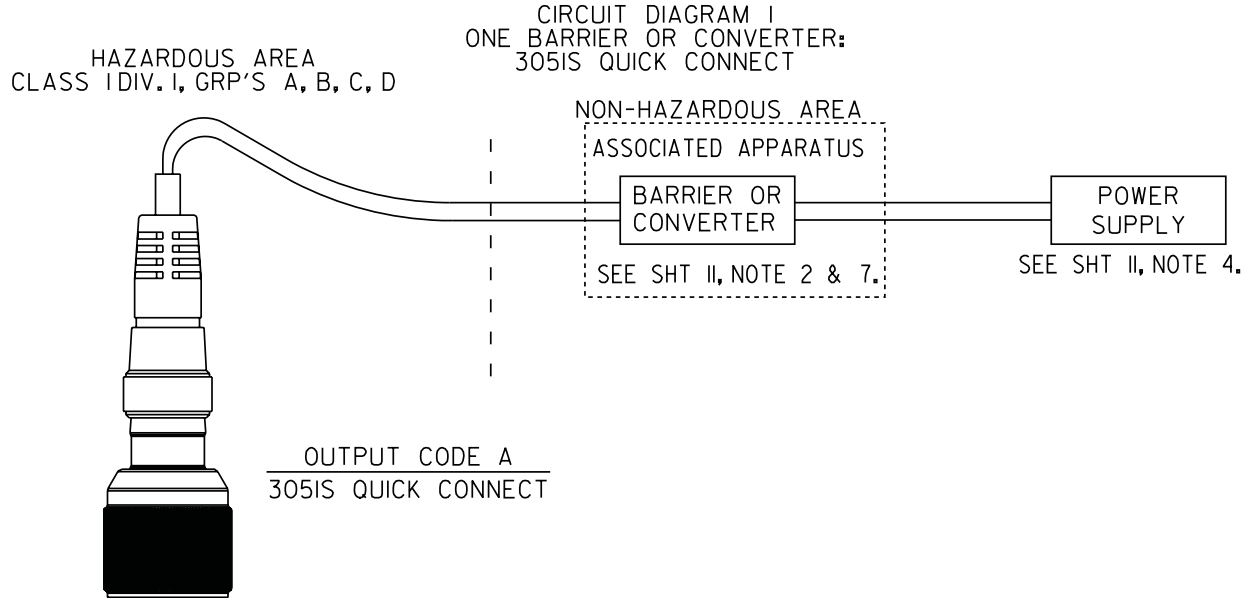 CIRCUIT DIAGRAM I
ONE BARRIER OR CONVERTER:
3051S QUICK CONNECT
HAZARDOUS AREA
CLASS I DIV. I, GRP'S A, B, C, D
NON-HAZARDOUS AREA
ASSOCIATED APPARATUS
BARRIER OR
CONVERTER
SEE SHT II, NOTE 2 & 7.
POWER
SUPPLY
SEE SHT II, NOTE 4.
OUTPUT CODE A
3051S QUICK CONNECT